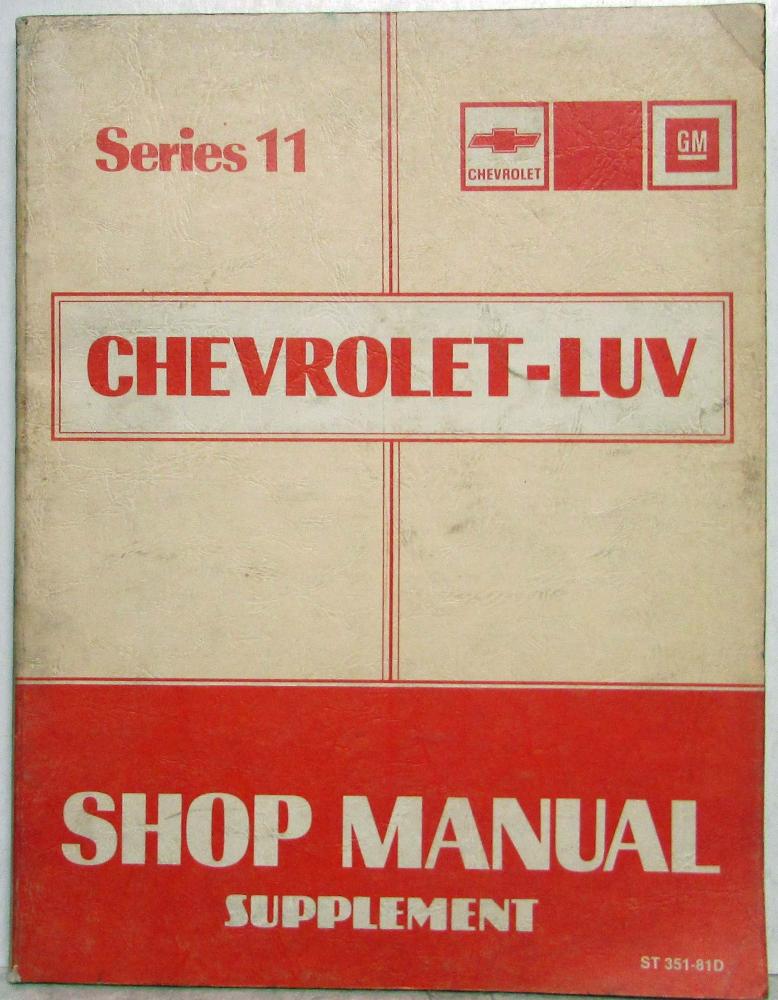 Series 11
CHEVROLET
GM
CHEVROLET-LUV
SHOP MANUAL
SUPPLEMENT
ST 351-81D